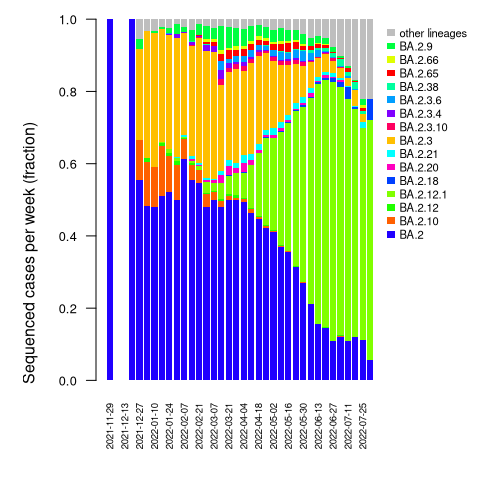 Sequenced cases per week (fraction)
1.0
0.8
0.6
0.4
0.2
0.0
2021-11-29
2021-12-13
2021-12-27
2022-01-10
2022-01-24
2022-02-07
2022-02-21
2022-03-07
2022-03-21
2022-04-04
2022-04-18
2022-05-02
2022-05-16
2022-05-30
2022-06-13
2022-06-27
2022-07-11
2022-07-25
other lineages
BA.2.9
BA.2.66
BA.2.65
BA.2.38
BA.2.3.6
BA.2.3.4
BA.2.3.10
BA.2.3
BA.2.21
BA.2.20
BA.2.18
BA.2.12.1
BA.2.12
BA.2.10
BA.2